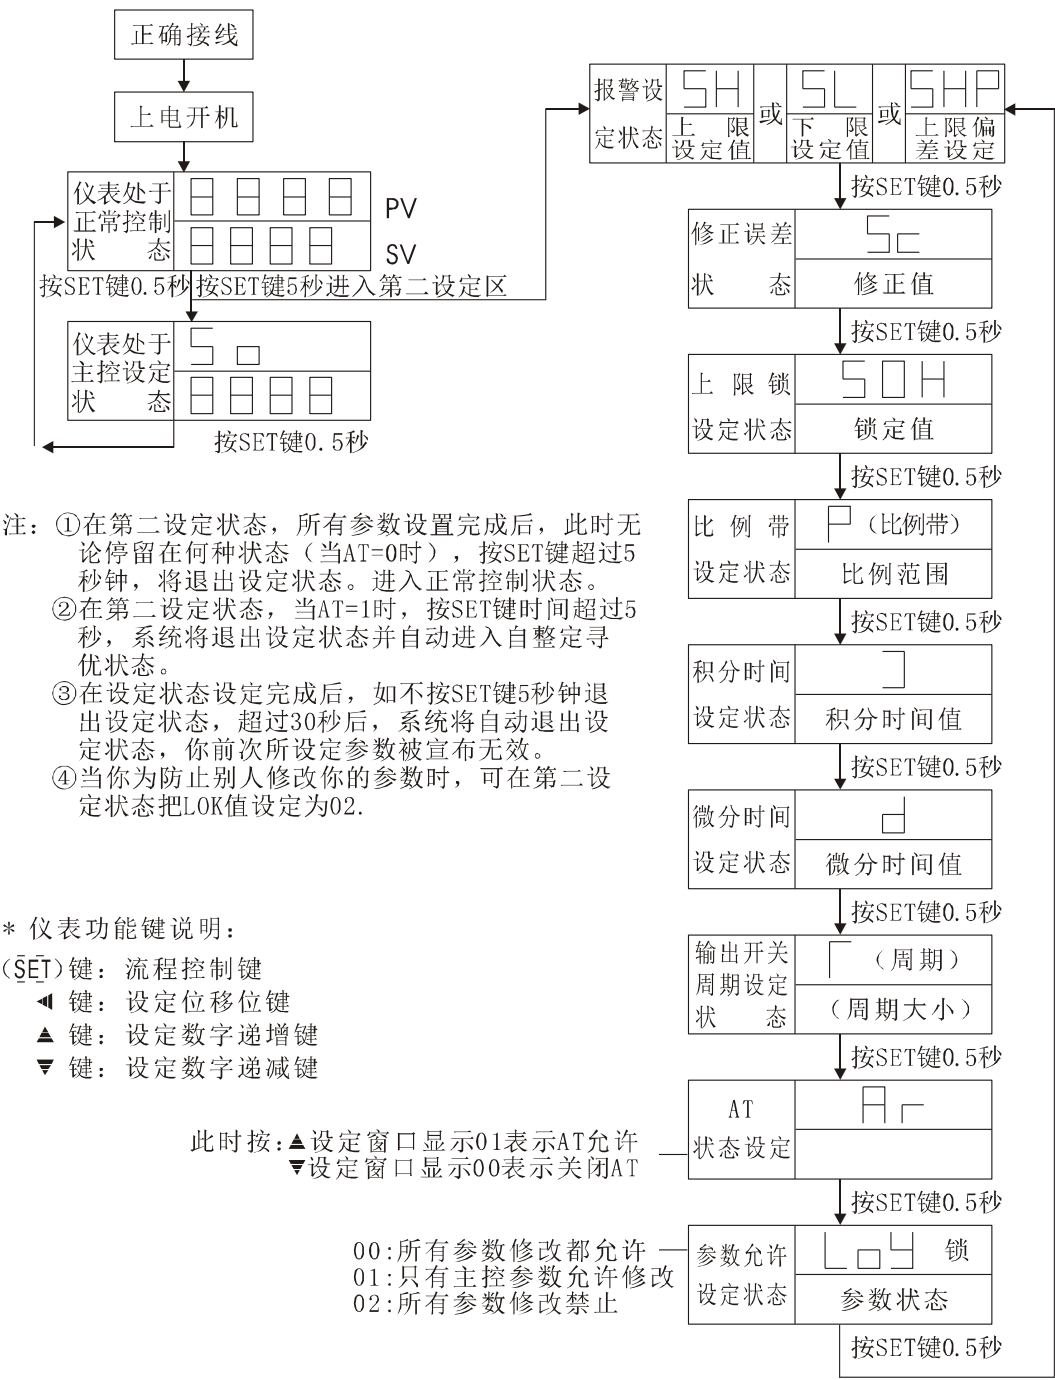 正确接线
上电开机
仪表处于
正常控制
状 态
8 8 8 8
PV
8 8 8 8
SV
按SET键0.5秒
按SET键5秒进入第二设定区
仪表处于
主控设定
状 态
So
8 8 8 8
按SET键0.5秒
报警设
定状态
SH
上 限
设定值
或
SL
下 限
设定值
或
SHP
上限偏
差设定
按SET键0.5秒
修正误差
状 态
Sc
修正值
按SET键0.5秒
上 限 锁
设定状态
SOH
锁定值
按SET键0.5秒
比 例 带
设定状态
P（比例带）
比例范围
按SET键0.5秒
积分时间
设定状态
积分时间值
按SET键0.5秒
微分时间
设定状态
d
微分时间值
按SET键0.5秒
输出开关
周期设定
状 态
（周期）
（周期大小）
按SET键0.5秒
AT
状态设定
Ar
按SET键0.5秒
参数允许
设定状态
Loy 锁
参数状态
按SET键0.5秒
注：①在第二设定状态，所有参数设置完成后，此时无
论停留在何种状态（当AT=0时），按SET键超过5
秒钟，将退出设定状态。进入正常控制状态。
②在第二设定状态，当AT=1时，按SET键时间超过5
秒，系统将退出设定状态并自动进入自整定寻
优状态。
③在设定状态设定完成后，如不按SET键5秒钟退
出设定状态，超过30秒后，系统将自动退出设
定状态，你前次所设定参数被宣布无效。
④当你为防止别人修改你的参数时，可在第二设
定状态把LOK值设定为02.
* 仪表功能键说明：
(SET)键：流程控制键
◀键：设定位移位键
▲键：设定数字递增键
▼键：设定数字递减键
此时按:▲设定窗口显示01表示AT允许
▼设定窗口显示00表示关闭AT
00:所有参数修改都允许
01:只有主控参数允许修改
02:所有参数修改禁止